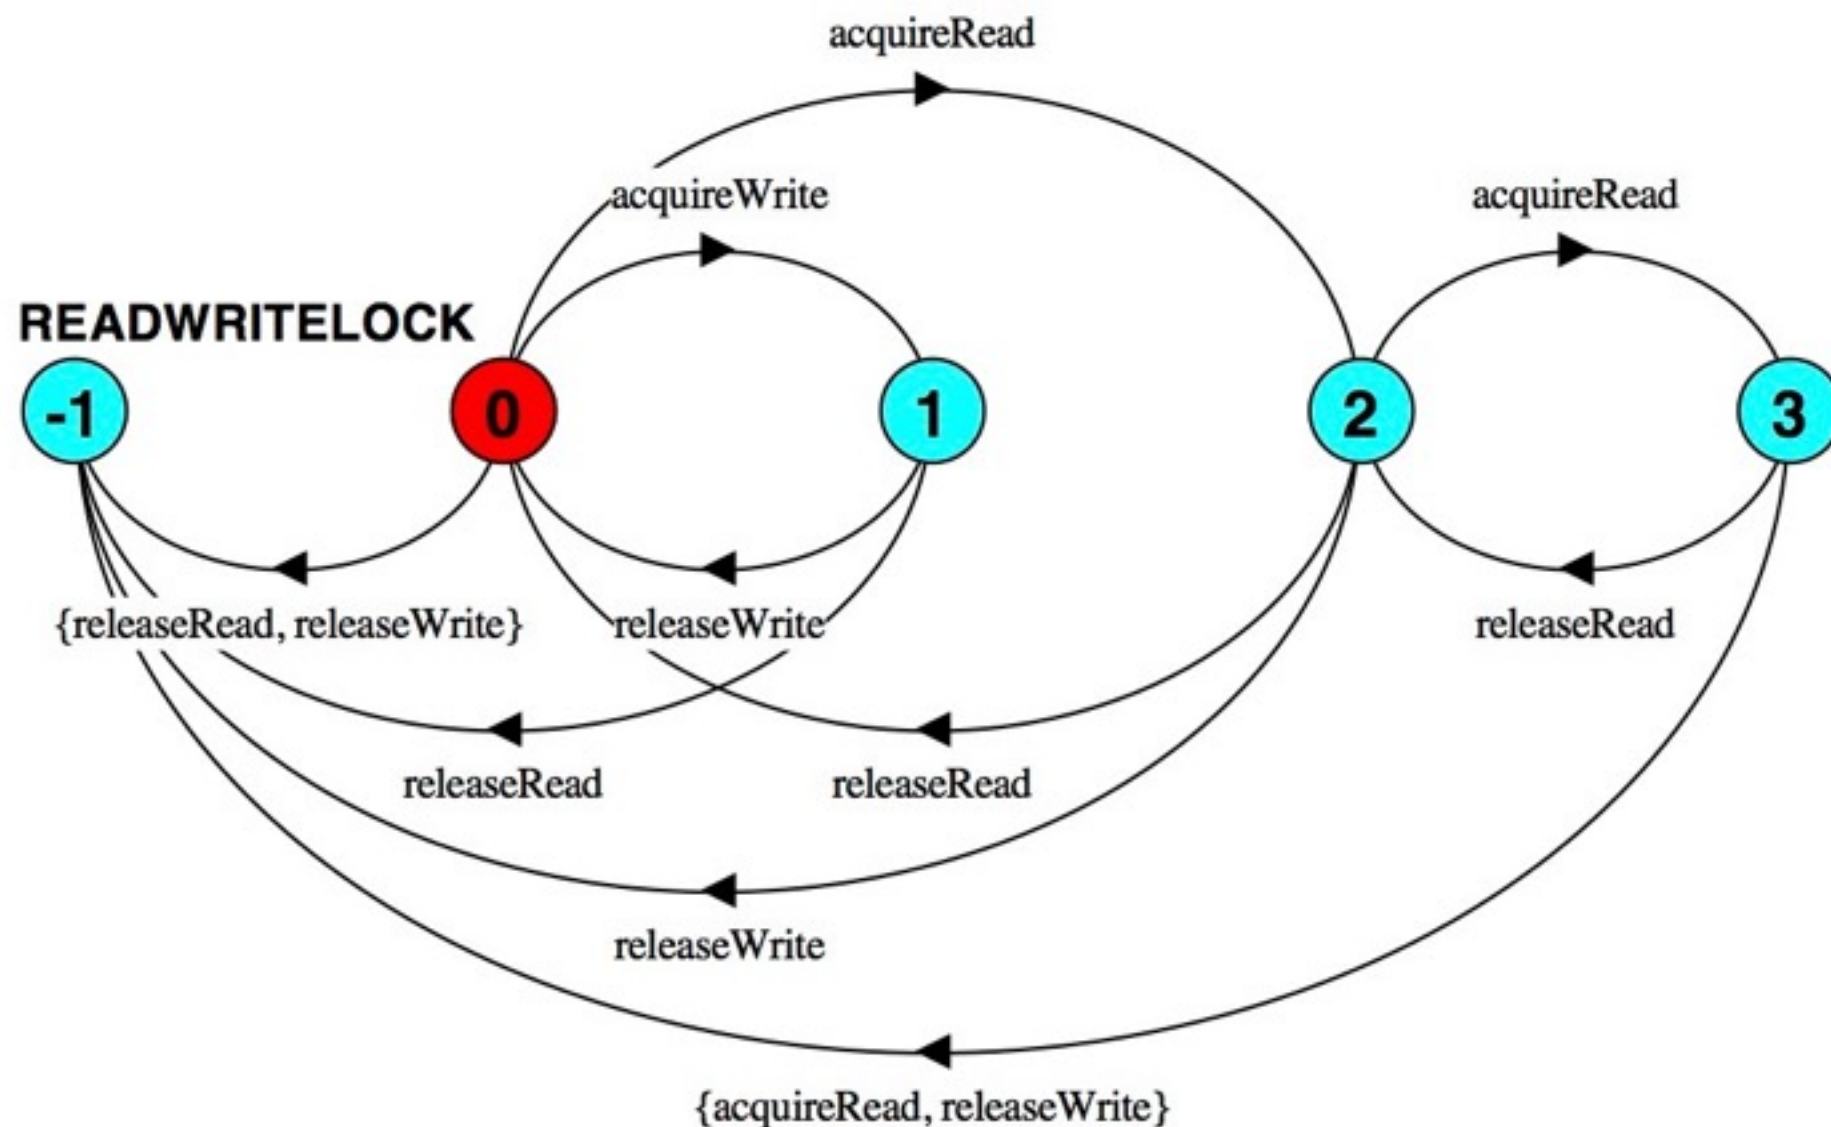 acquireRead
acquireWrite
acquireRead
READWRITELOCK
-1
0
1
2
3
{releaseRead, releaseWrite}
releaseWrite
releaseRead
releaseRead
releaseRead
releaseWrite
{acquireRead, releaseWrite}